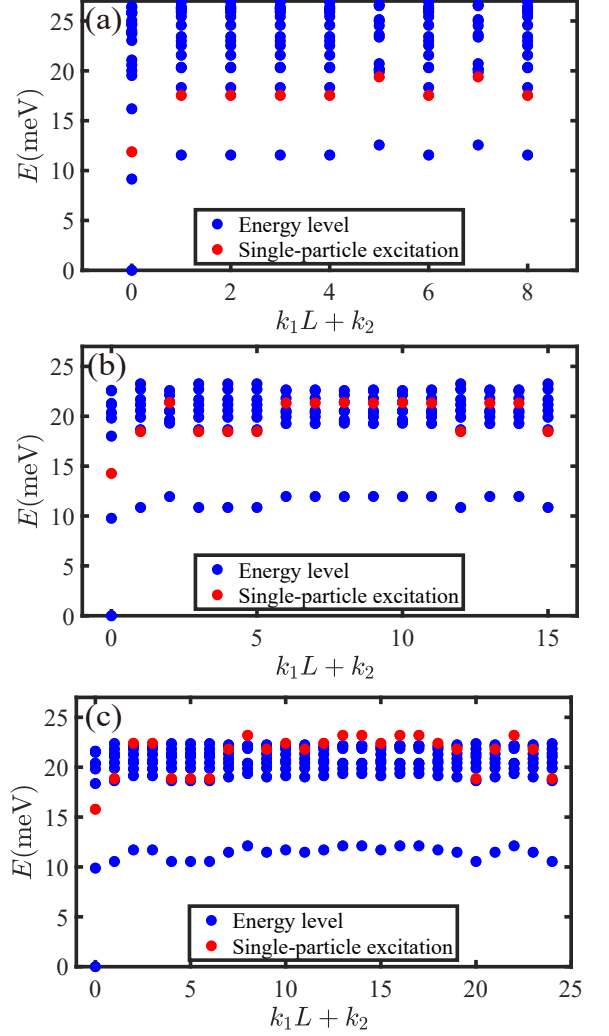 (a)
E(meV)
25
20
15
10
5
0
Energy level
Single-particle excitation
0 2 4 6 8
k₁L + k₂
(b)
E(meV)
25
20
15
10
5
0
Energy level
Single-particle excitation
0 5 10 15
k₁L + k₂
(c)
E(meV)
25
20
15
10
5
0
Energy level
Single-particle excitation
0 5 10 15 20 25
k₁L + k₂